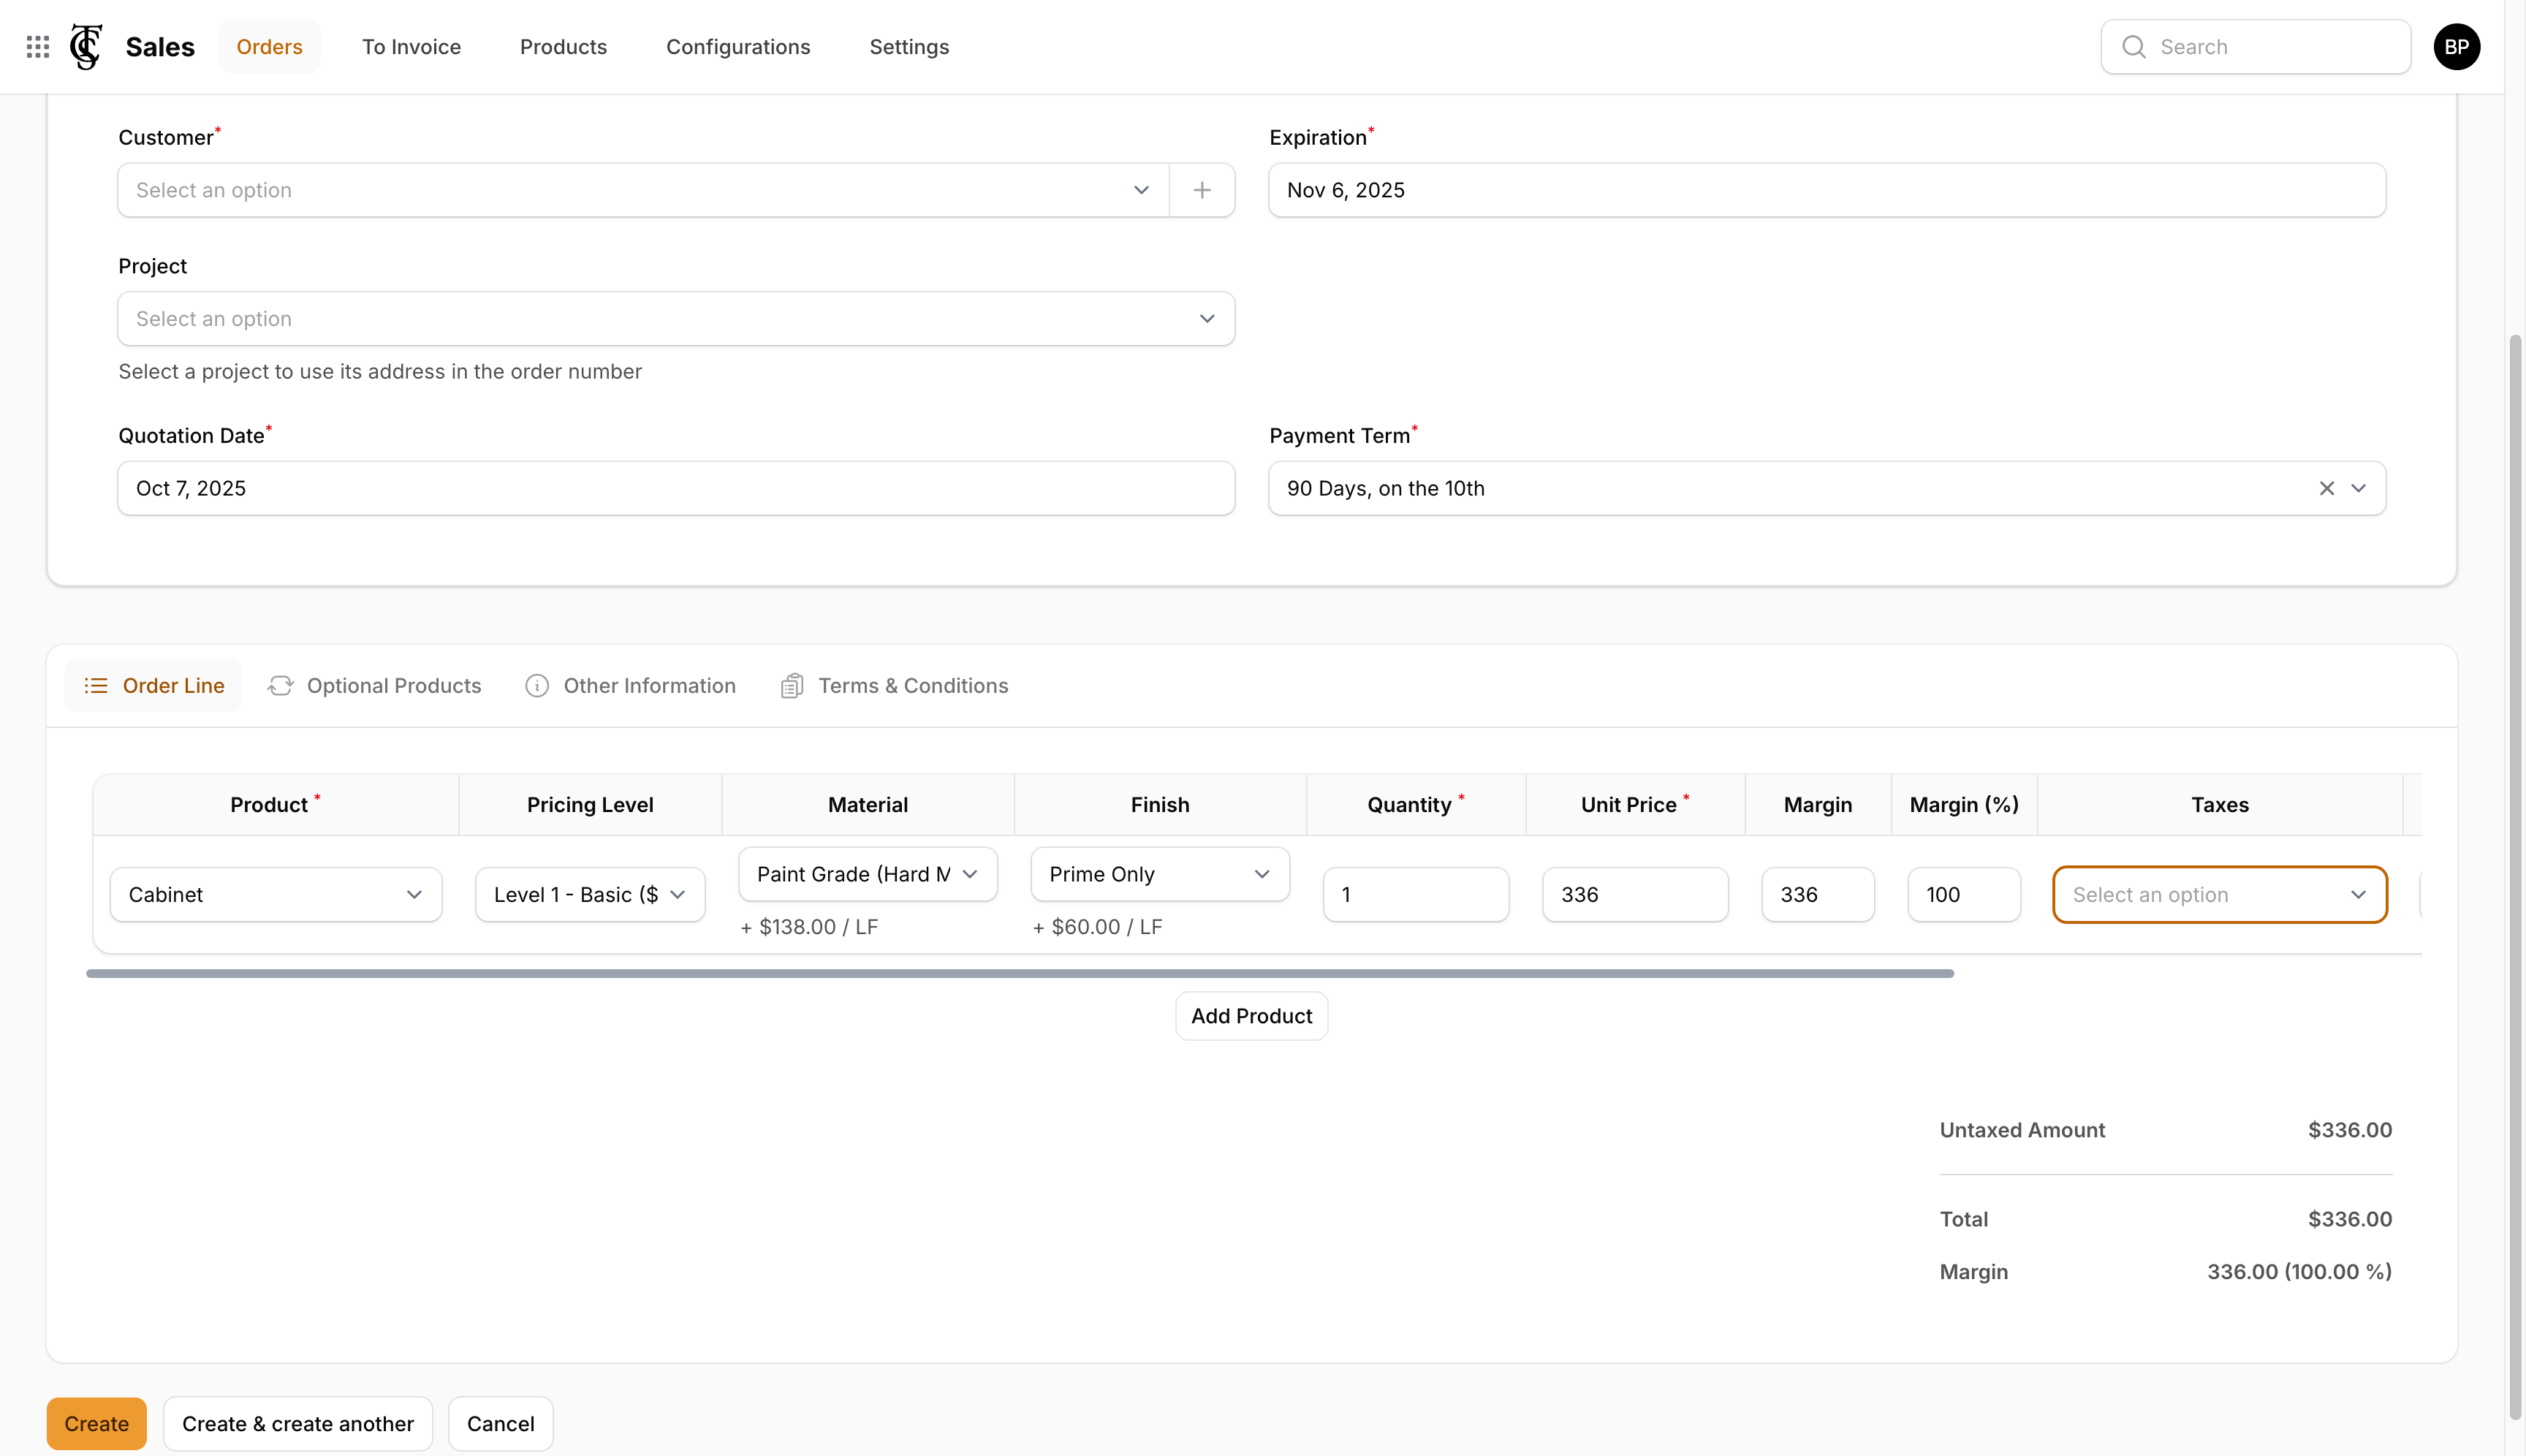 Sales
Orders
To Invoice
Products
Configurations
Settings
Search
BP
Customer*
Expiration*
Select an option
Nov 6, 2025
Project
Select an option
Select a project to use its address in the order number
Quotation Date*
Payment Term*
Oct 7, 2025
90 Days, on the 10th
Order Line
Optional Products
Other Information
Terms & Conditions
Product *
Pricing Level
Material
Finish
Quantity *
Unit Price *
Margin
Margin (%)
Taxes
Cabinet
Level 1 - Basic ($
Paint Grade (Hard M
+ $138.00 / LF
Prime Only
+ $60.00 / LF
1
336
336
100
Select an option
Add Product
Untaxed Amount $336.00
Total $336.00
Margin 336.00 (100.00 %)
Create
Create & create another
Cancel